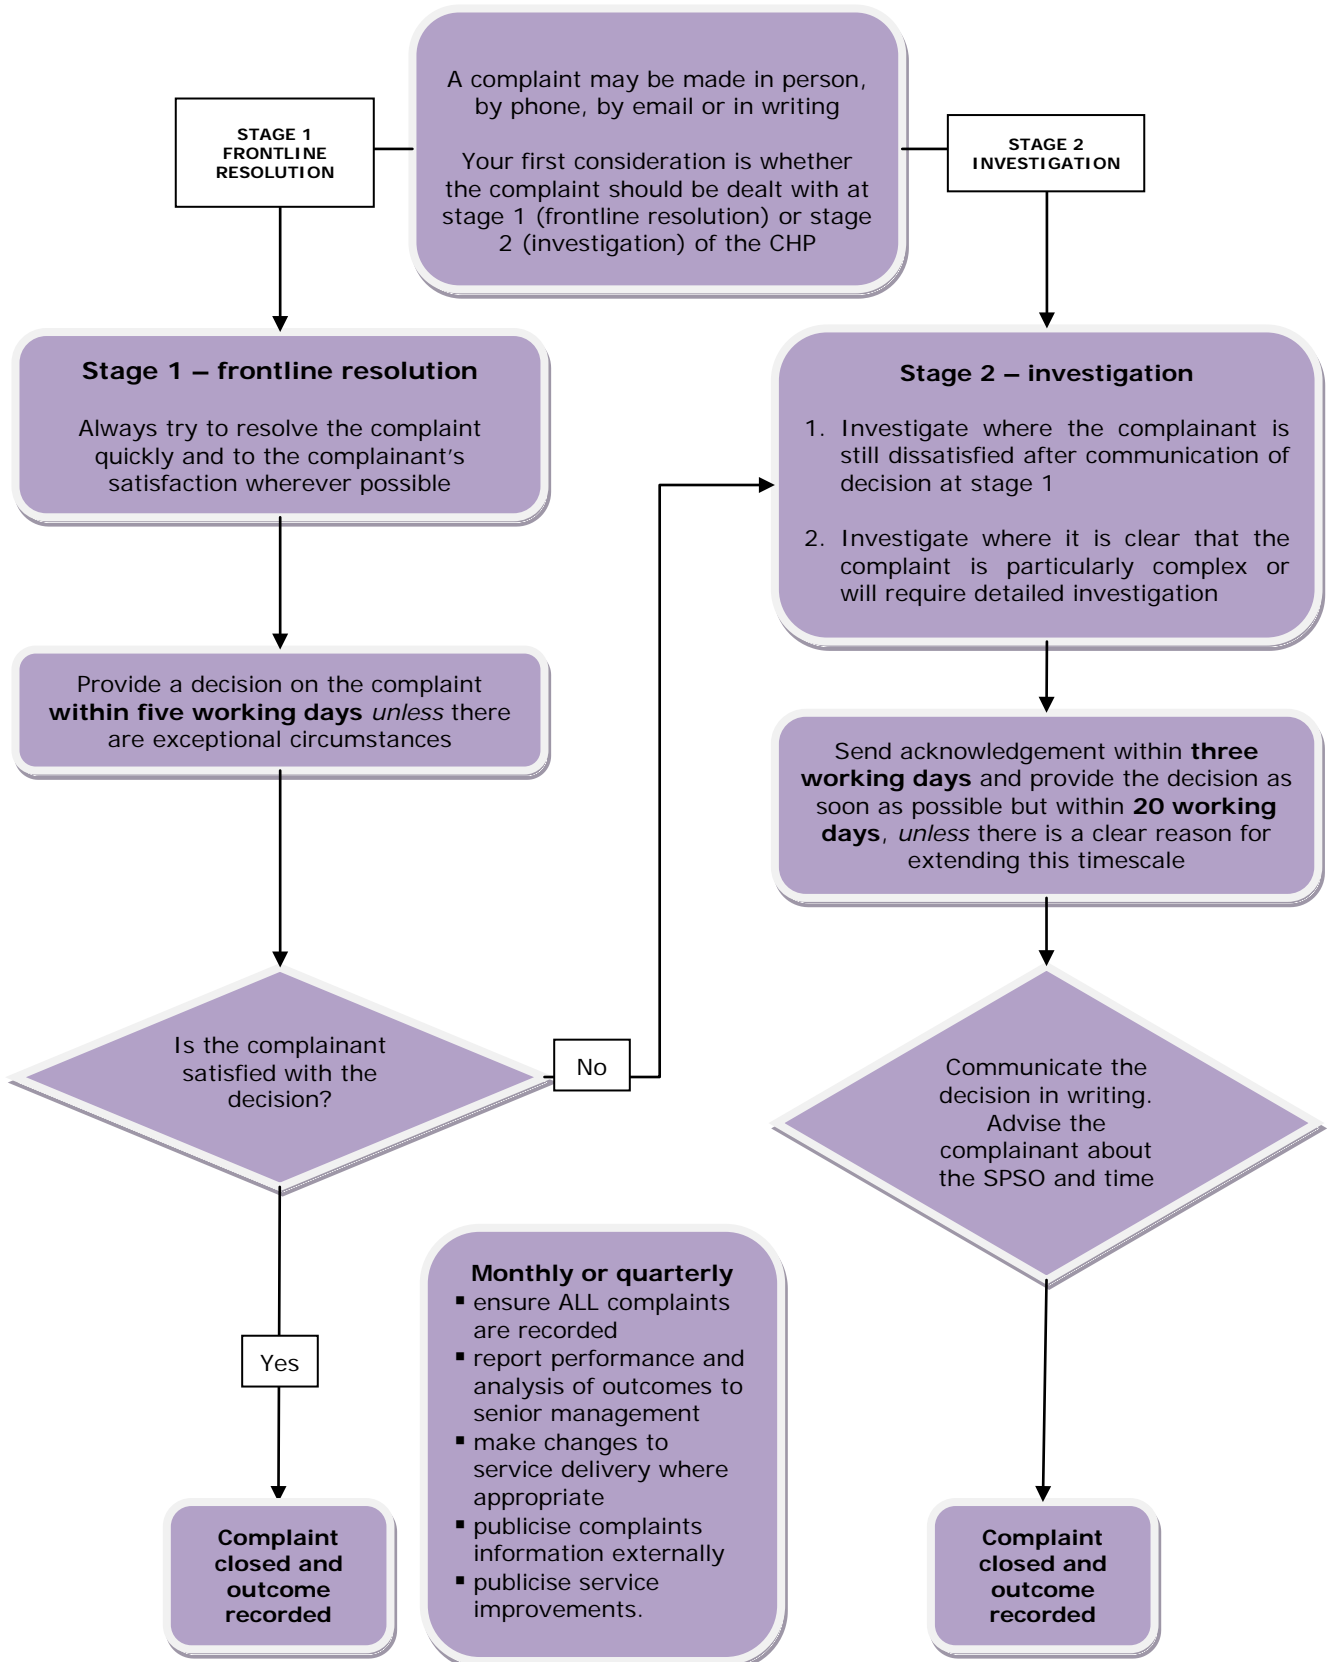 A complaint may be made in person,
by phone, by email or in writing
Your first consideration is whether
the complaint should be dealt with at
stage 1 (frontline resolution) or stage
2 (investigation) of the CHP
STAGE 1
FRONTLINE
RESOLUTION
STAGE 2
INVESTIGATION
Stage 1 – frontline resolution
Always try to resolve the complaint
quickly and to the complainant’s
satisfaction wherever possible
Stage 2 – investigation
1. Investigate where the complainant is
still dissatisfied after communication of
decision at stage 1
2. Investigate where it is clear that the
complaint is particularly complex or
will require detailed investigation
Provide a decision on the complaint
within five working days unless there
are exceptional circumstances
Send acknowledgement within three
working days and provide the decision as
soon as possible but within 20 working
days, unless there is a clear reason for
extending this timescale
Is the complainant
satisfied with the
decision?
No
Communicate the
decision in writing.
Advise the
complainant about
the SPSO and time
Yes
Monthly or quarterly
▪ ensure ALL complaints
are recorded
▪ report performance and
analysis of outcomes to
senior management
▪ make changes to
service delivery where
appropriate
▪ publicise complaints
information externally
▪ publicise service
improvements.
Complaint
closed and
outcome
recorded
Complaint
closed and
outcome
recorded